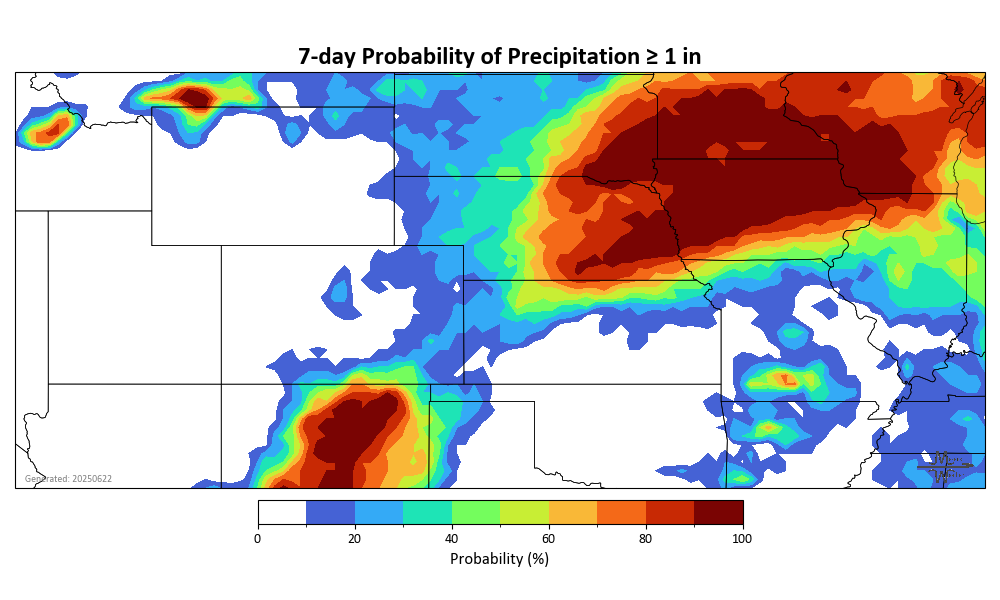 7-day Probability of Precipitation ≥ 1 in
Generated: 20250622
0 20 40 60 80 100
Probability (%)